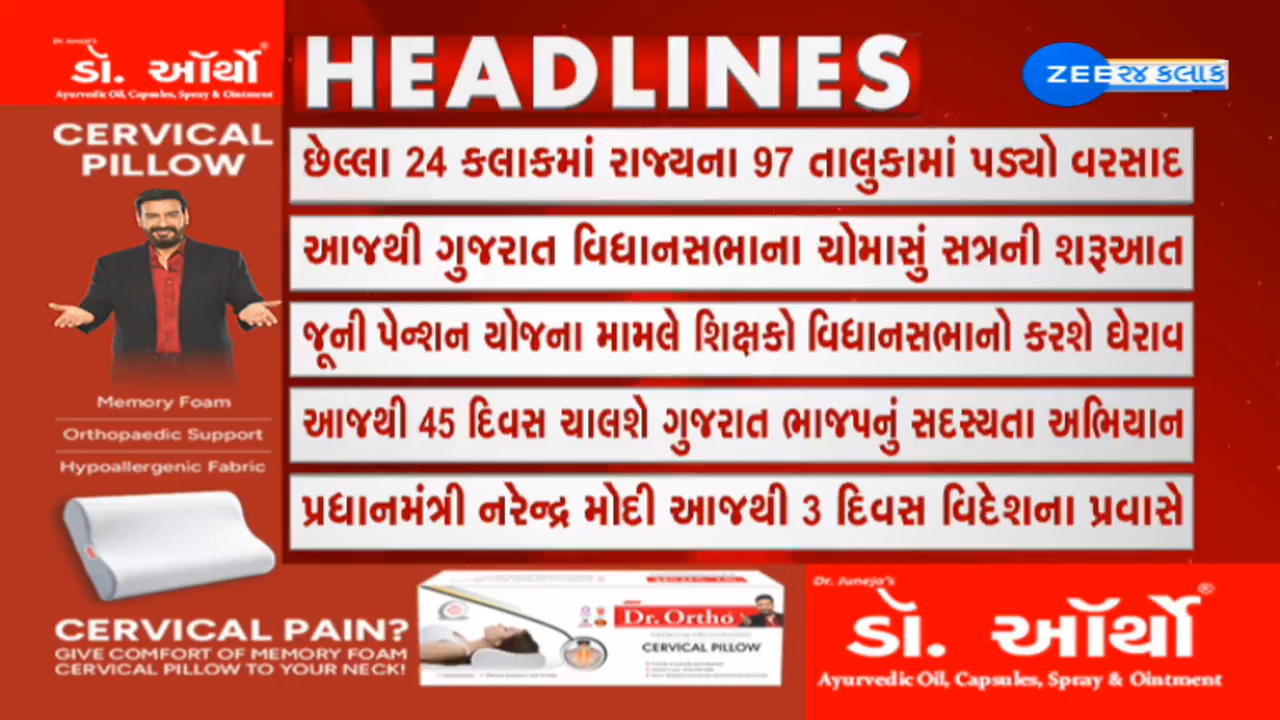 Dr. Juneja's
ડૉ. ઑર્થો®
Ayurvedic Oil, Capsules, Spray & Ointment
HEADLINES
ZEE ૨૪ કલાક
CERVICAL
PILLOW
છેલ્લા 24 કલાકમાં રાજ્યના 97 તાલુકામાં પડ્યો વરસાદ
આજથી ગુજરાત વિધાનસભાના ચોમાસું સત્રની શરૂઆત
જૂની પેન્શન યોજના મામલે શિક્ષકો વિધાનસભાનો કરશે ઘેરાવ
આજથી 45 દિવસ ચાલશે ગુજરાત ભાજપનું સદસ્યતા અભિયાન
પ્રધાનમંત્રી નરેન્દ્ર મોદી આજથી 3 દિવસ વિદેશના પ્રવાસે
Memory Foam
Orthopaedic Support
Hypoallergenic Fabric
CERVICAL PAIN?
GIVE COMFORT OF MEMORY FOAM
CERVICAL PILLOW TO YOUR NECK!
Dr. Ortho
CERVICAL PILLOW
Dr. Juneja's
ડૉ. ઑર્થો®
Ayurvedic Oil, Capsules, Spray & Ointment